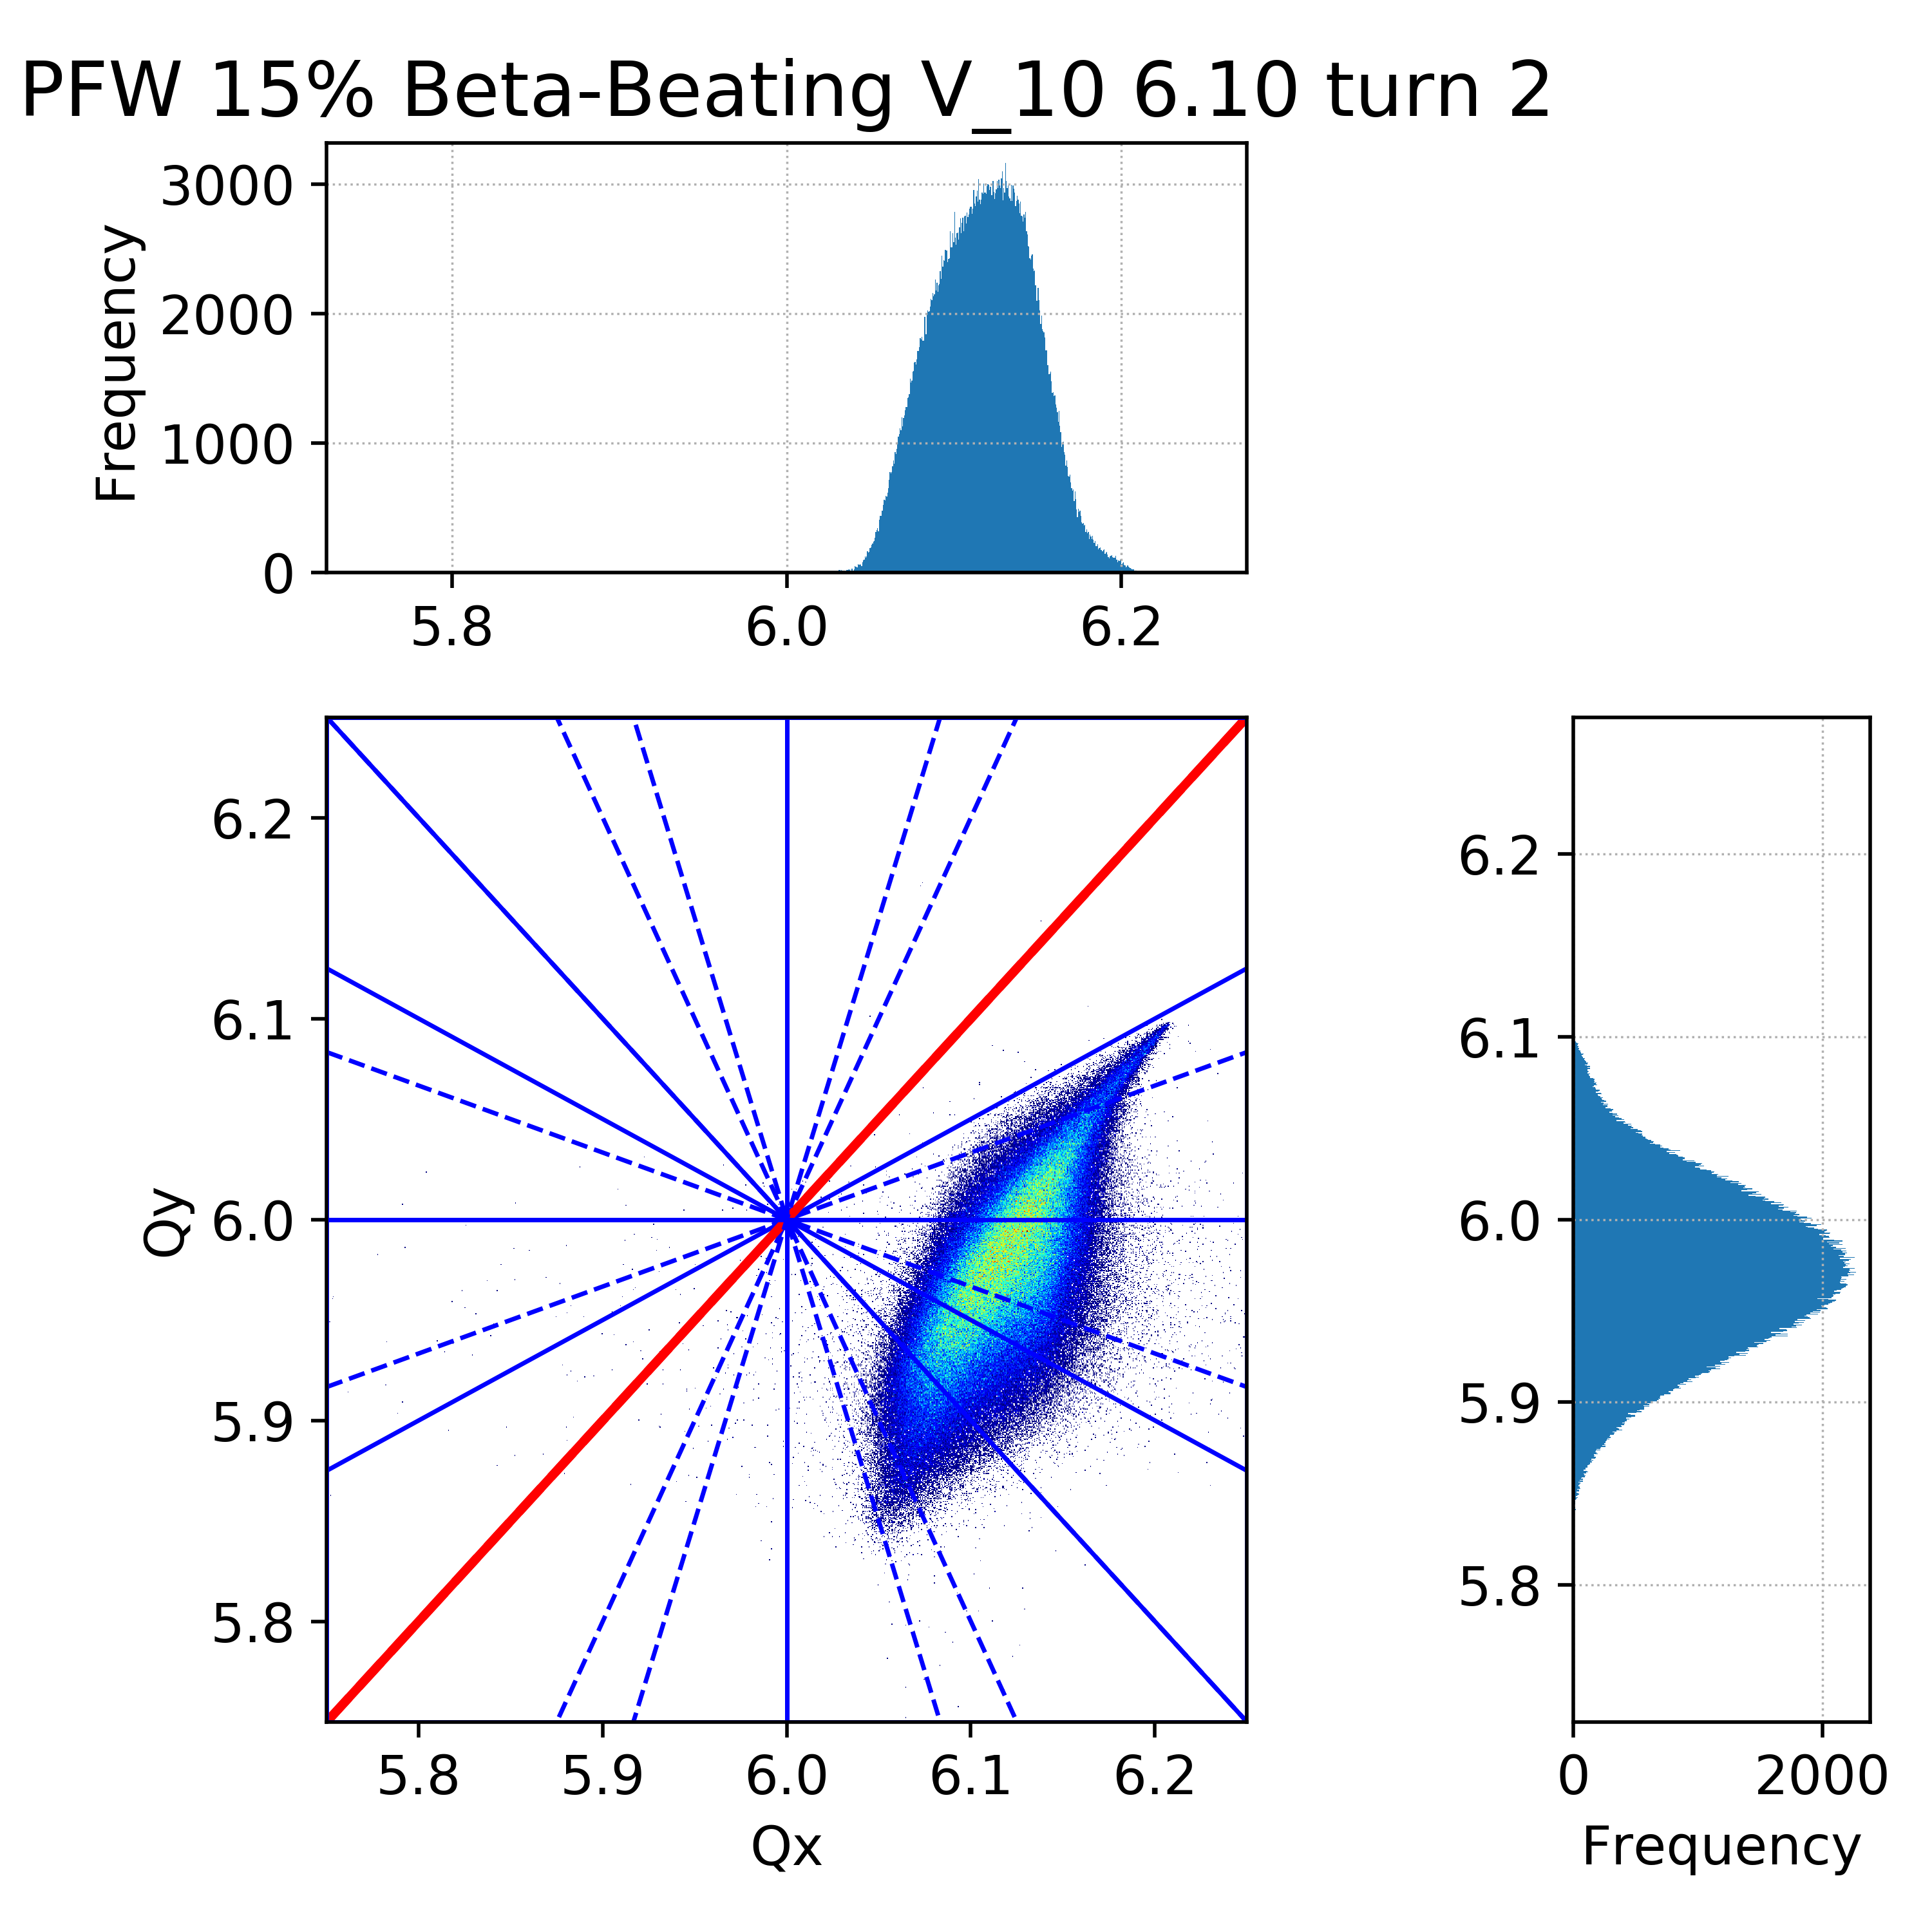 PFW 15% Beta-Beating V_10 6.10 turn 2
Frequency
3000
2000
1000
0
5.8 6.0 6.2
Qy
6.2
6.1
6.0
5.9
5.8
5.8 5.9 6.0 6.1 6.2
Qx
6.2
6.1
6.0
5.9
5.8
0 2000
Frequency